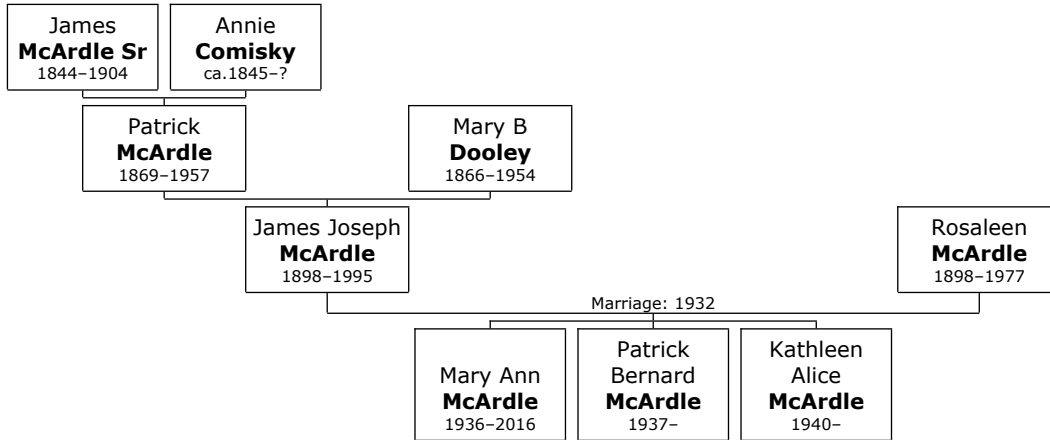 James
McArdle Sr
1844–1904
Annie
Comisky
ca.1845–?
Patrick
McArdle
1869–1957
Mary B
Dooley
1866–1954
James Joseph
McArdle
1898–1995
Rosaleen
McArdle
1898–1977
Marriage: 1932
Mary Ann
McArdle
1936–2016
Patrick
Bernard
McArdle
1937–
Kathleen
Alice
McArdle
1940–